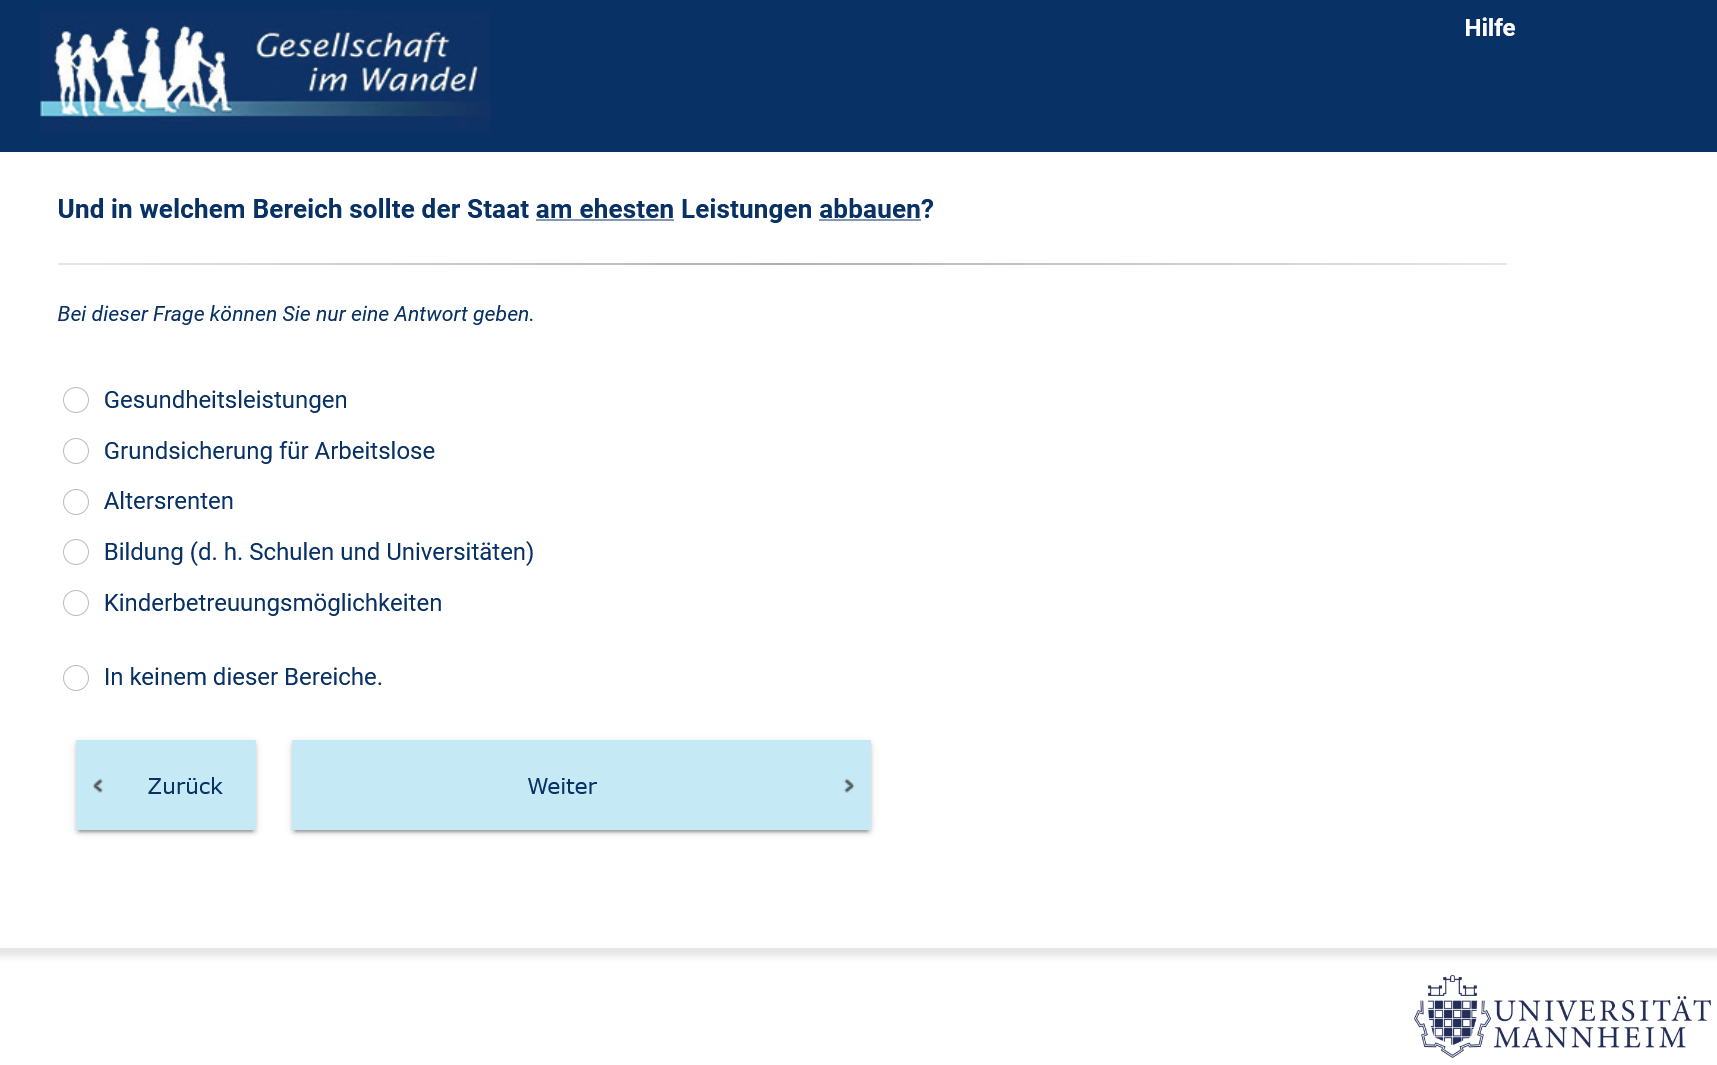 Gesellschaft
im Wandel
Hilfe
Und in welchem Bereich sollte der Staat am ehesten Leistungen abbauen?
Bei dieser Frage können Sie nur eine Antwort geben.
Gesundheitsleistungen
Grundsicherung für Arbeitslose
Altersrenten
Bildung (d. h. Schulen und Universitäten)
Kinderbetreuungsmöglichkeiten
In keinem dieser Bereiche.
Zurück
Weiter
UNIVERSITÄT
MANNHEIM